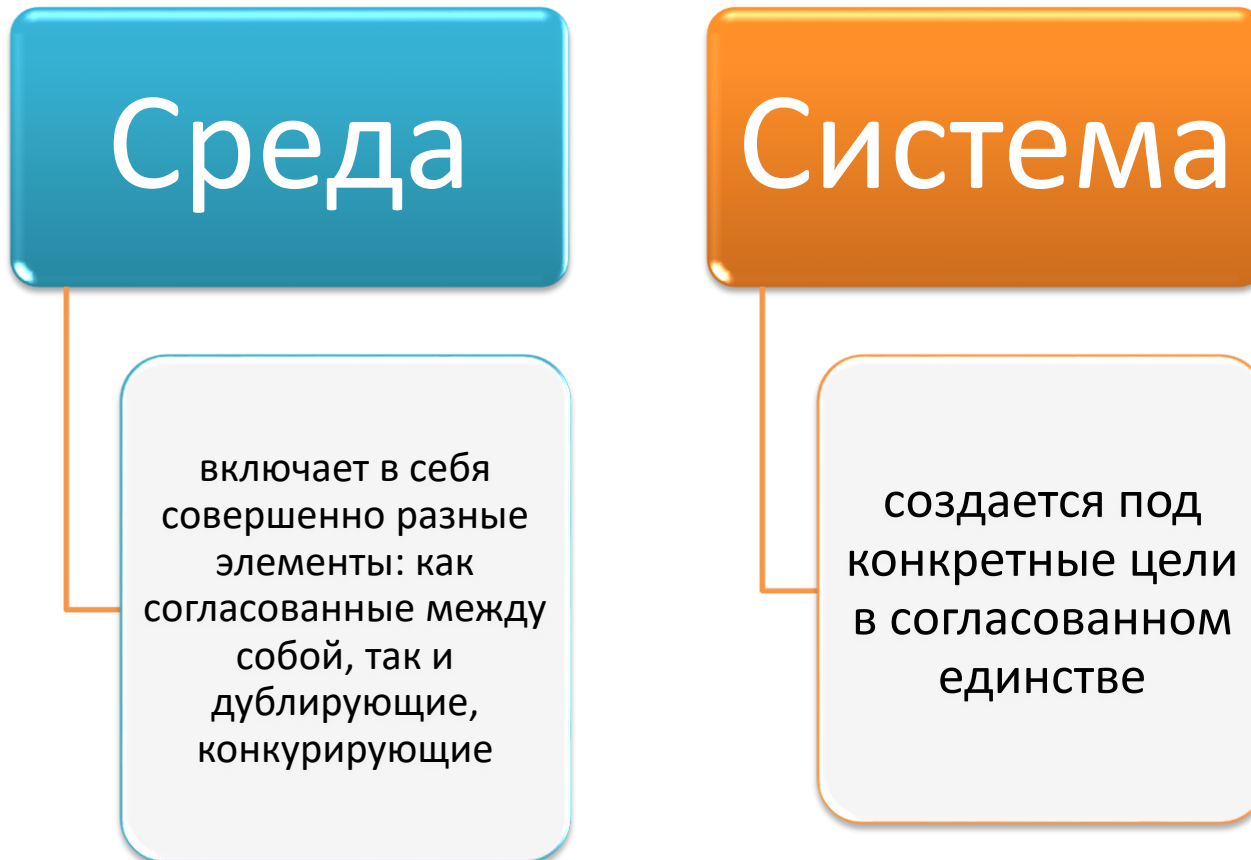 Среда
включает в себя
совершенно разные
элементы: как
согласованные между
собой, так и
дублирующие,
конкурирующие
Система
создается под
конкретные цели
в согласованном
единстве